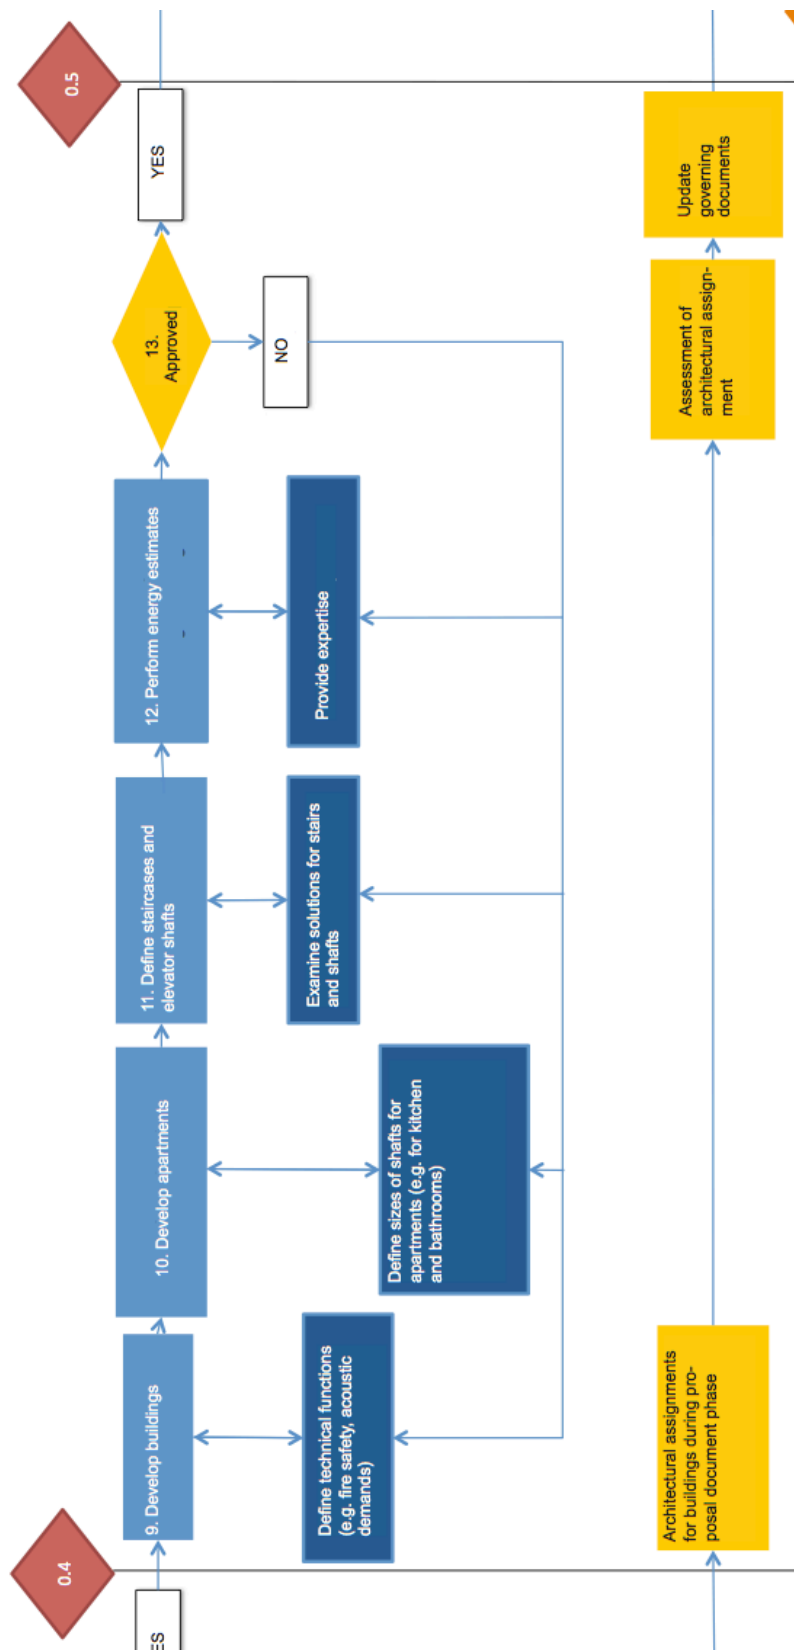 0.4
ES
9. Develop buildings
10. Develop apartments
11. Define staircases and
elevator shafts
12. Perform energy estimates
13.
Approved
YES
0.5
NO
Define technical functions
(e.g. fire safety, acoustic
demands)
Define sizes of shafts for
apartments (e.g. for kitchen
and bathrooms)
Examine solutions for stairs
and shafts
Provide expertise
Architectural assignments
for buildings during pro-
posal document phase
Assessment of
architectural assign-
ment
Update
governing
documents